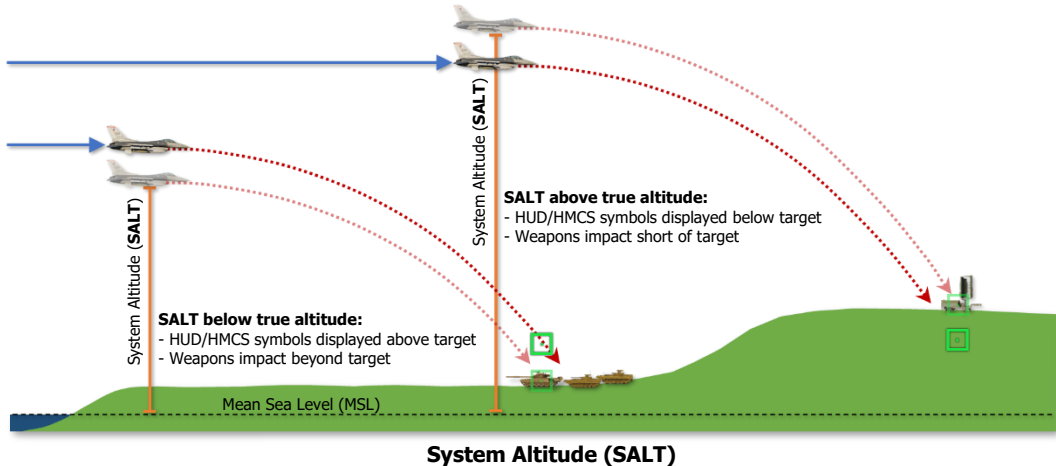 System Altitude (SALT)
System Altitude (SALT)
SALT above true altitude:
- HUD/HMCS symbols displayed below target
- Weapons impact short of target
SALT below true altitude:
- HUD/HMCS symbols displayed above target
- Weapons impact beyond target
Mean Sea Level (MSL)
System Altitude (SALT)